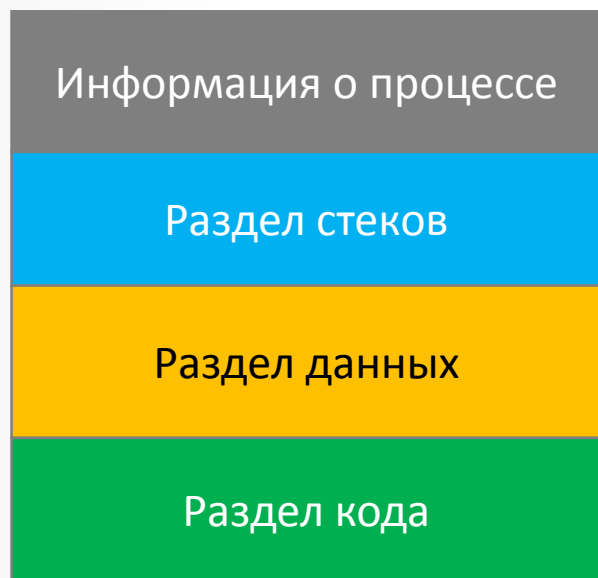 Информация о процессе
Раздел стеков
Раздел данных
Раздел кода